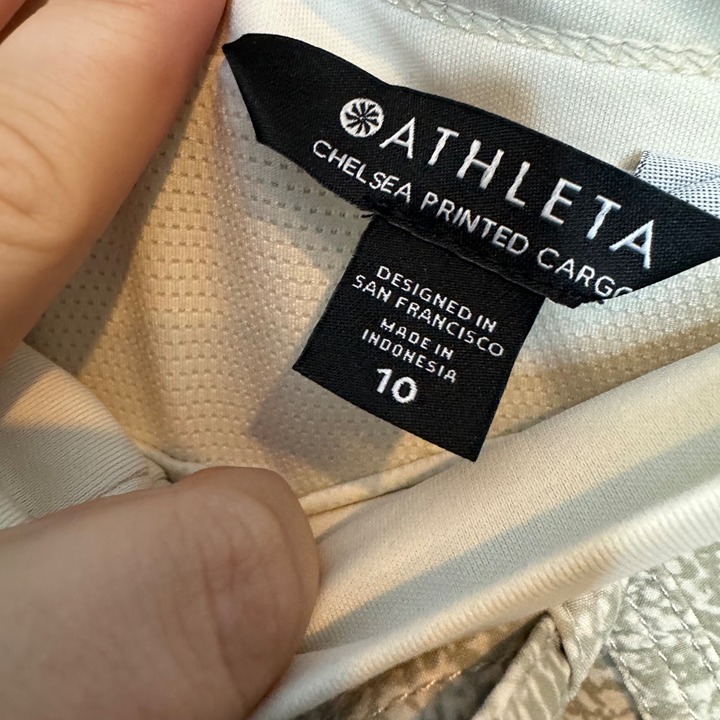 ATHLETA
CHELSEA PRINTED CARGO
DESIGNED IN
SAN FRANCISCO
MADE IN
INDONESIA
10